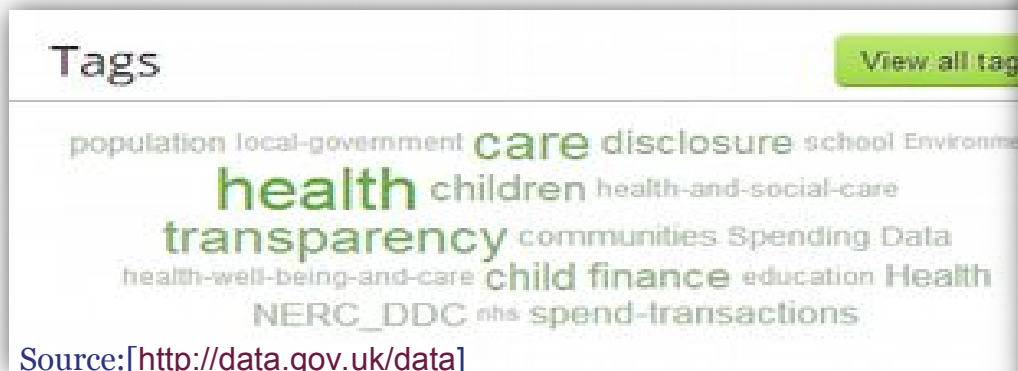 Tags
View all tag
population local-government care disclosure school Environme
health children health-and-social-care
transparency communities Spending Data
health-well-being-and-care child finance education Health
NERC_DDC nhs spend-transactions
Source:[http://data.gov.uk/data]